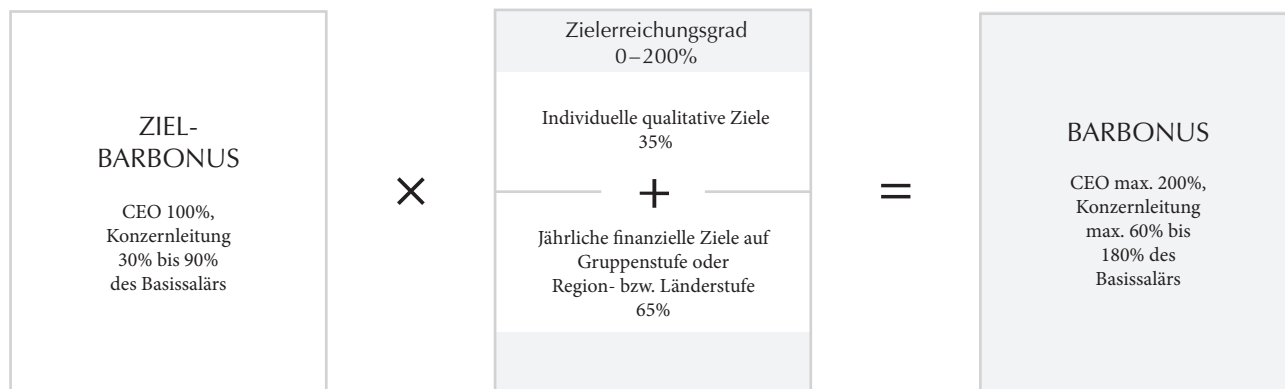 ZIEL-
BARBONUS
CEO 100%,
Konzernleitung
30% bis 90%
des Basissalärs
×
Zielerreichungsgrad
0–200%
Individuelle qualitative Ziele
35%
+
Jährliche finanzielle Ziele auf
Gruppenstufe oder
Region- bzw. Länderstufe
65%
=
BARBONUS
CEO max. 200%,
Konzernleitung
max. 60% bis
180% des
Basissalärs